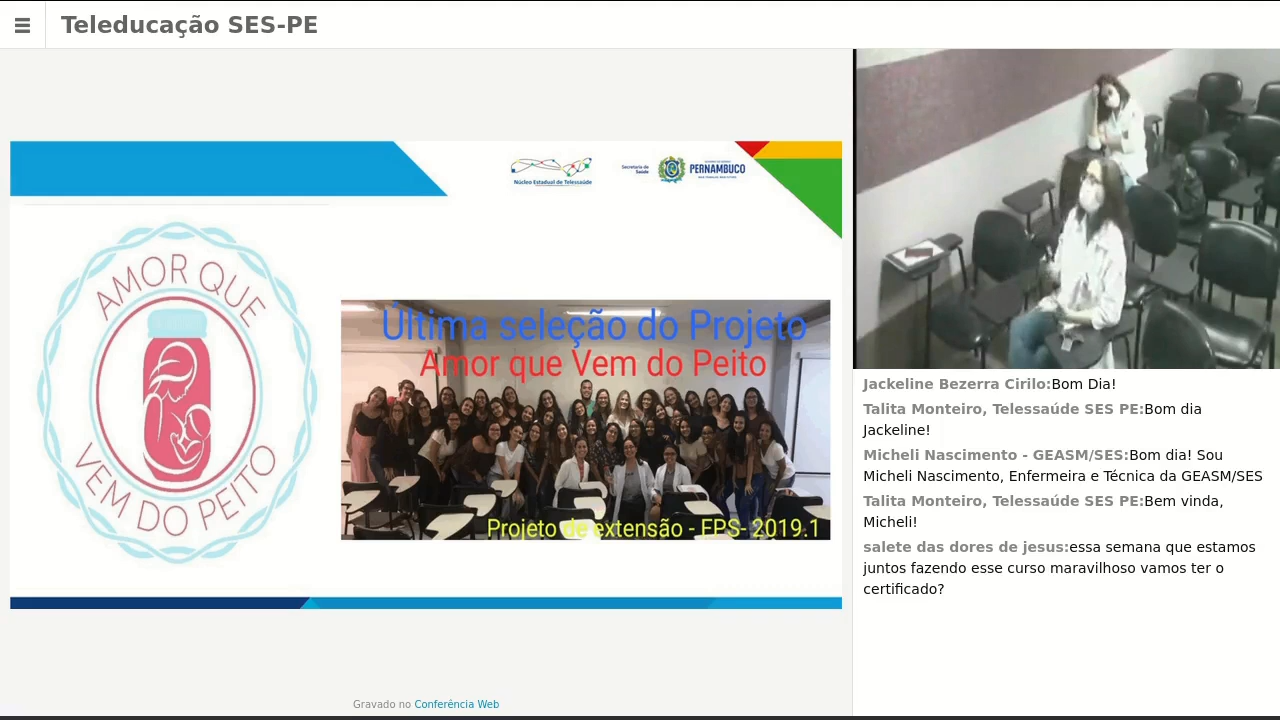 Teleducação SES-PE
Núcleo Estadual de Telessaúde
Secretaria de
Saúde
PERNAMBUCO
AMOR QUE
VEM DO PEITO
Última seleção do Projeto
Amor que Vem do Peito
Projeto de extensão - FPS- 2019.1
Jackeline Bezerra Cirilo:Bom Dia!
Talita Monteiro, Telessaúde SES PE:Bom dia
Jackeline!
Micheli Nascimento - GEASM/SES:Bom dia! Sou
Micheli Nascimento, Enfermeira e Técnica da GEASM/SES
Talita Monteiro, Telessaúde SES PE:Bem vinda,
Micheli!
salete das dores de jesus:essa semana que estamos
juntos fazendo esse curso maravilhoso vamos ter o
certificado?
Gravado no Conferência Web